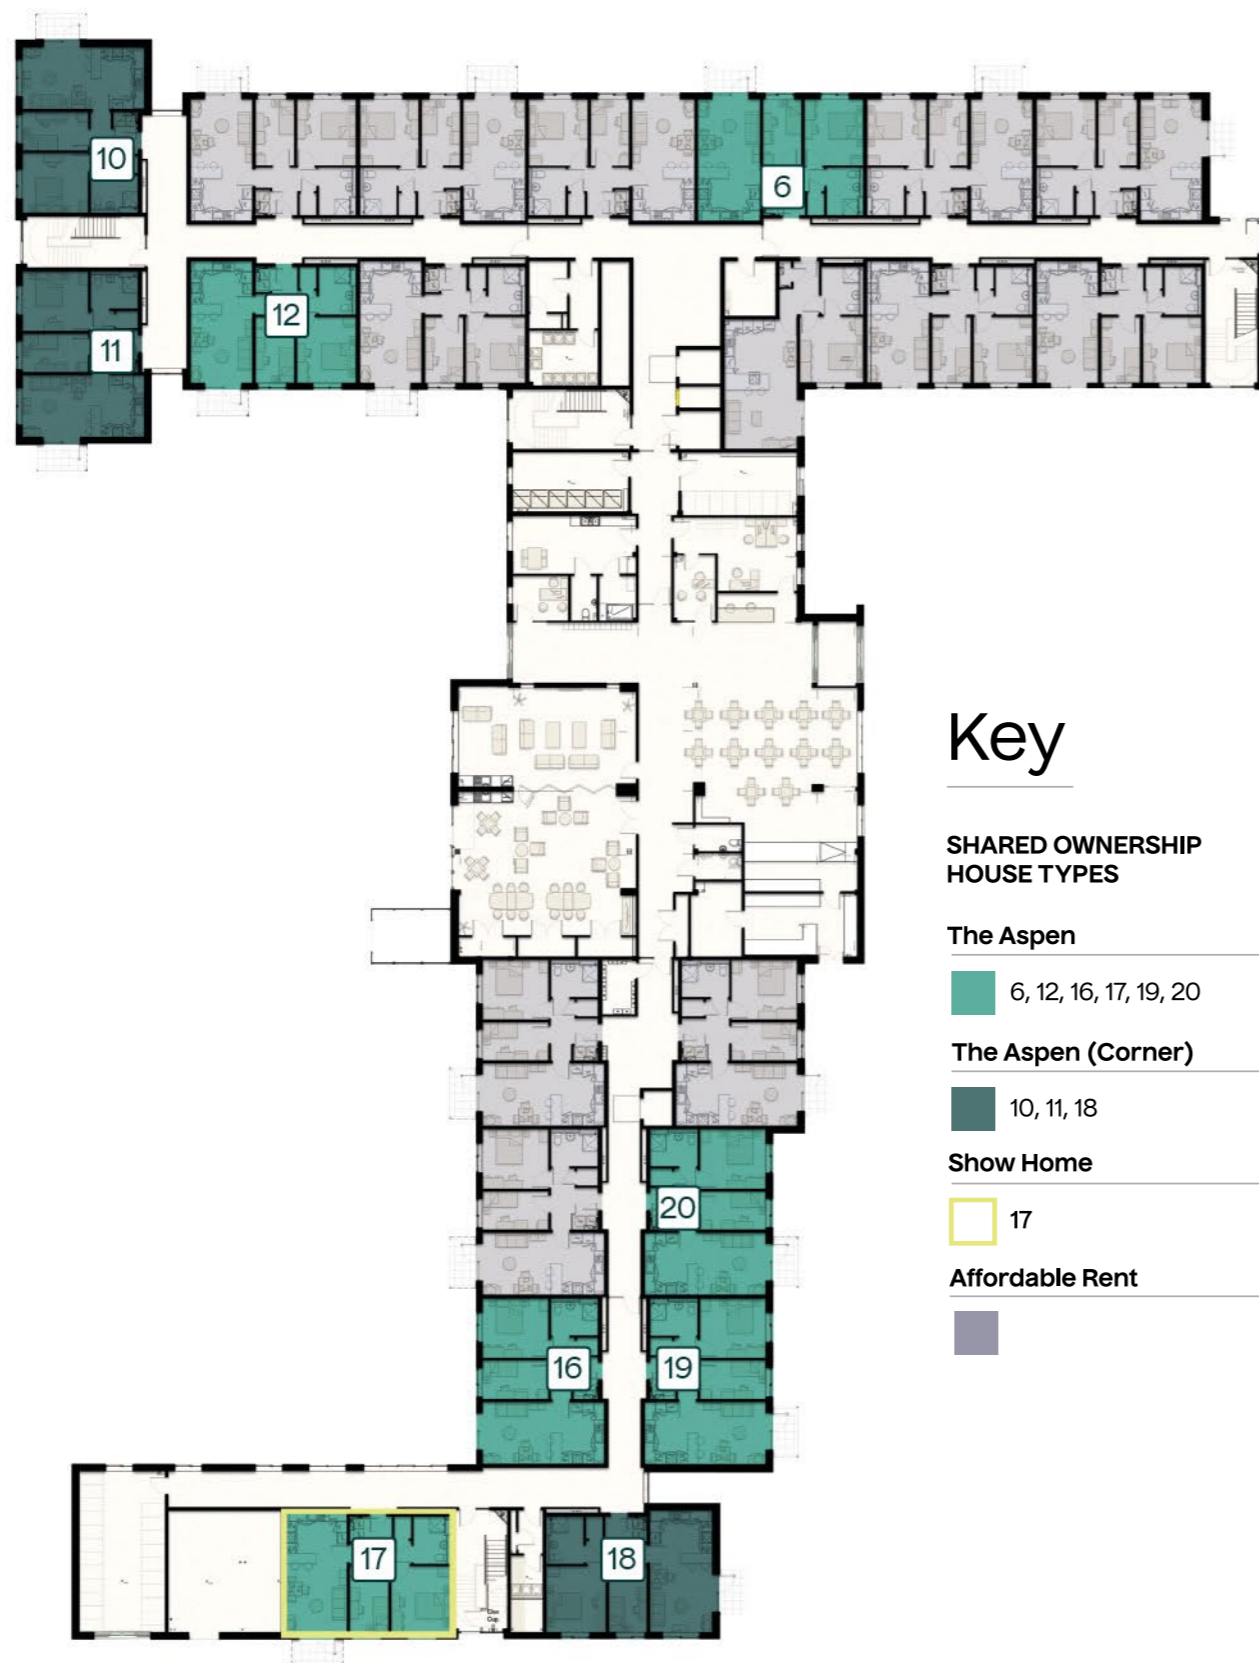 10
6
12
11
Key
SHARED OWNERSHIP
HOUSE TYPES
The Aspen
6, 12, 16, 17, 19, 20
The Aspen (Corner)
10, 11, 18
Show Home
17
Affordable Rent
20
16
19
17
18